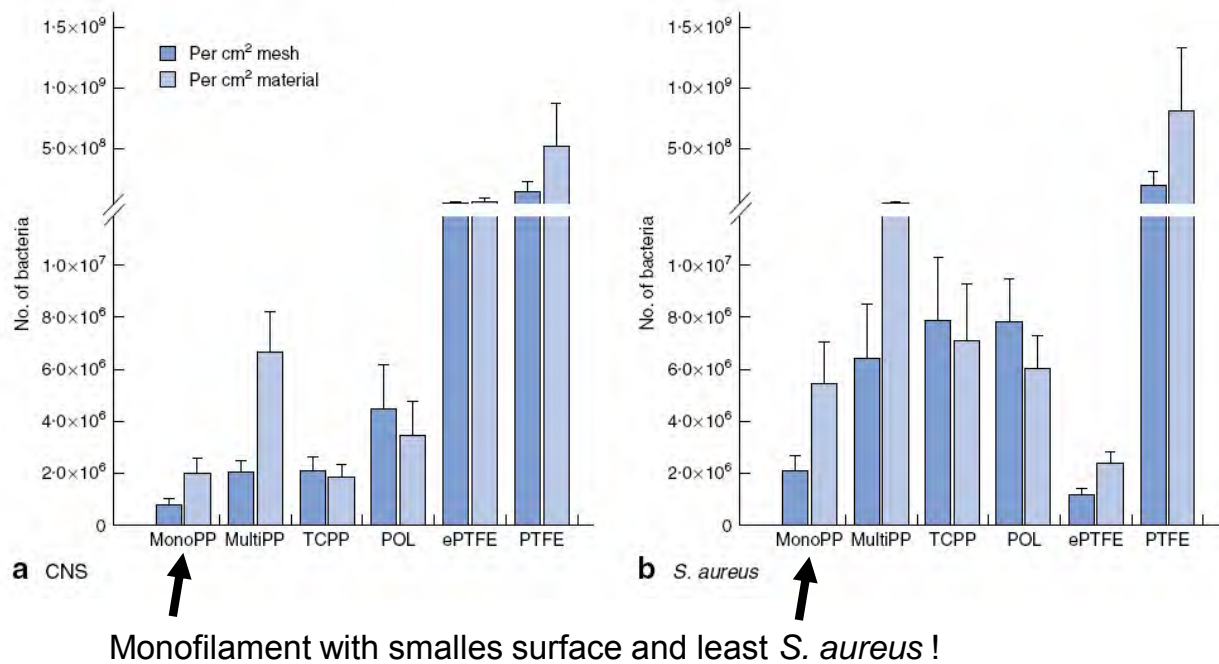 1·5×10⁹
1·0×10⁹
5·0×10⁸
1·0×10⁷
8·0×10⁶
6·0×10⁶
4·0×10⁶
2·0×10⁶
0
No. of bacteria
Per cm² mesh
Per cm² material
MonoPP MultiPP TCPP POL ePTFE PTFE
a CNS
1·5×10⁹
1·0×10⁹
5·0×10⁸
1·0×10⁷
8·0×10⁶
6·0×10⁶
4·0×10⁶
2·0×10⁶
0
No. of bacteria
MonoPP MultiPP TCPP POL ePTFE PTFE
b S. aureus
Monofilament with smalles surface and least S. aureus !